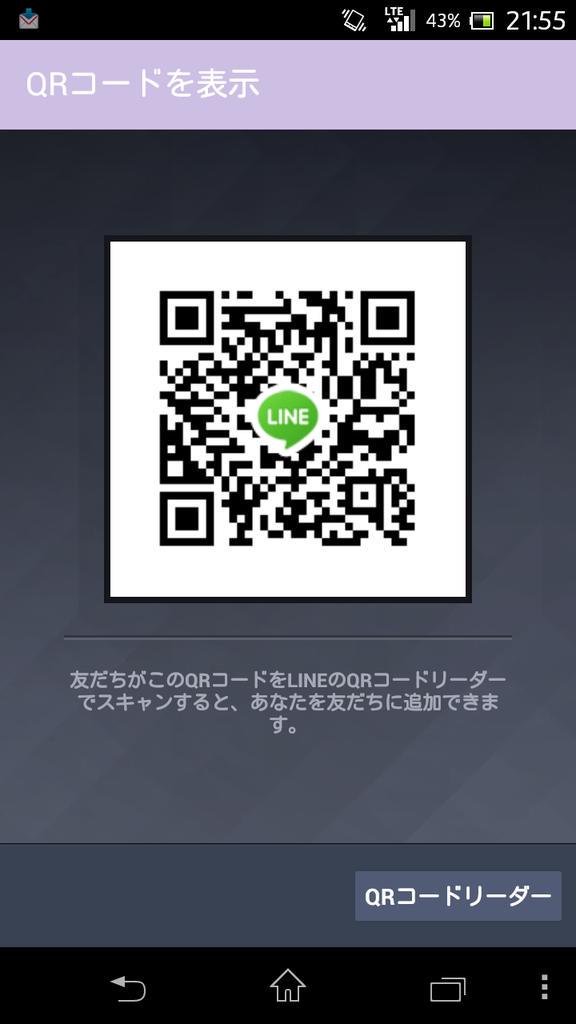 LTE 43% 21:55
QRコードを表示
LINE
友だちがこのQRコードをLINEのQRコードリーダー
でスキャンすると、あなたを友だちに追加できま
す。
QRコードリーダー